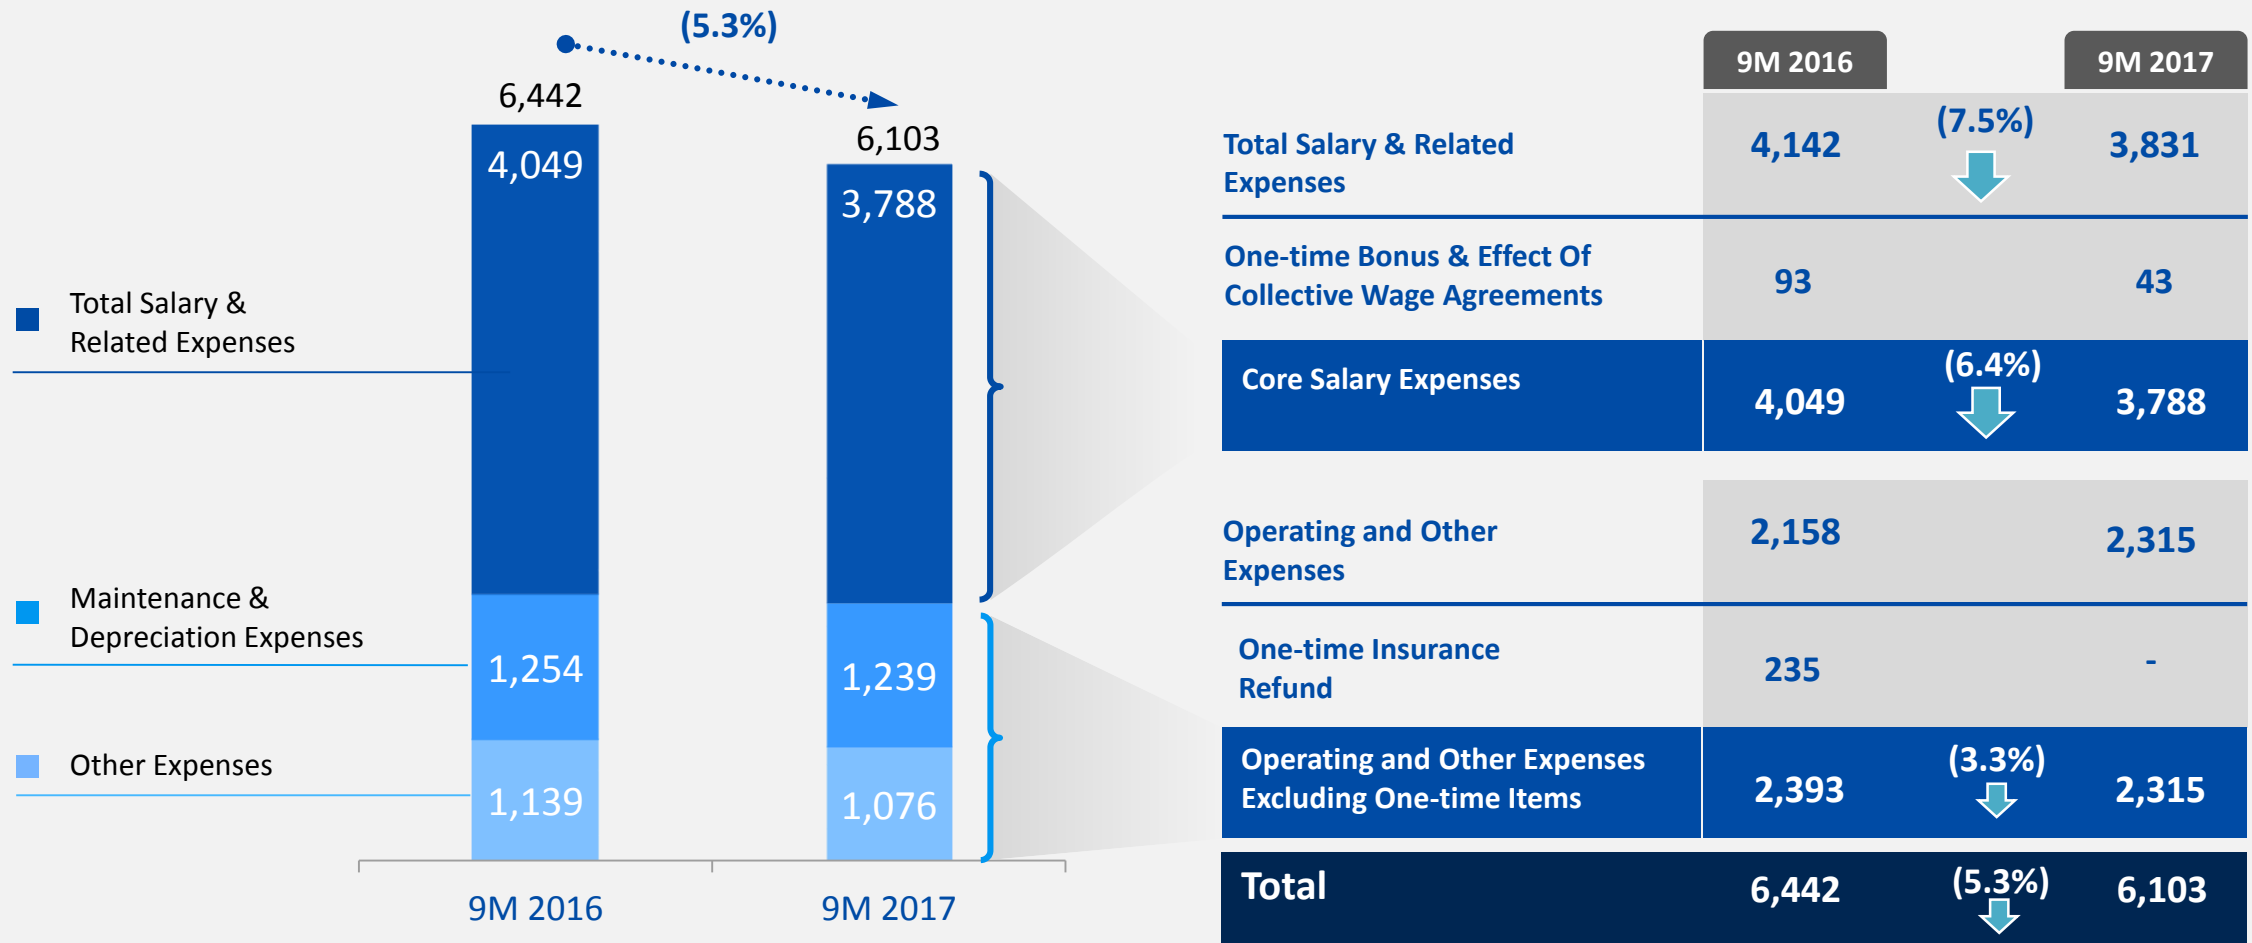 (5.3%)
6,442
6,103
4,049
3,788
Total Salary &
Related Expenses
Maintenance &
Depreciation Expenses
1,254
1,239
Other Expenses
1,139
1,076
9M 2016
9M 2017
9M 2016
9M 2017
Total Salary & Related
Expenses
4,142
(7.5%)
3,831
One-time Bonus & Effect Of
Collective Wage Agreements
93
43
Core Salary Expenses
4,049
(6.4%)
3,788
Operating and Other
Expenses
2,158
2,315
One-time Insurance
Refund
235
-
Operating and Other Expenses
Excluding One-time Items
2,393
(3.3%)
2,315
Total
6,442
(5.3%)
6,103